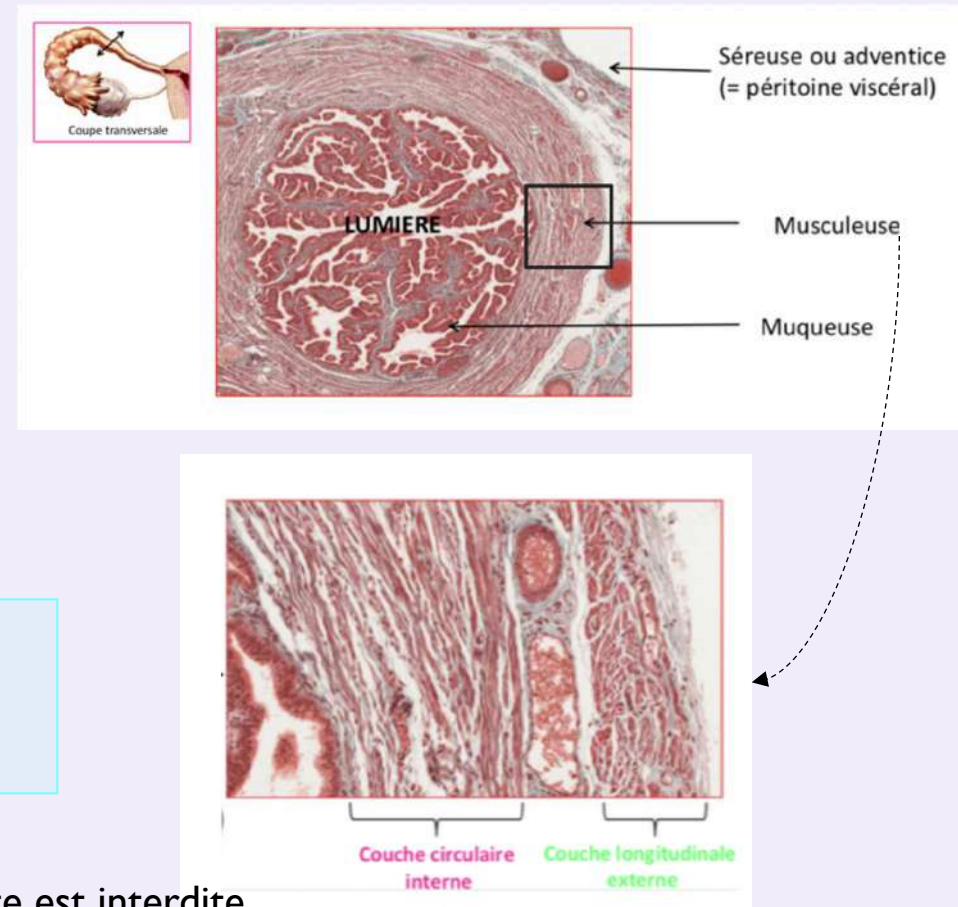 Coupe transversale
Séreuse ou adventice
(= péritoine viscéral)
LUMIERE
Musculeuse
Muqueuse
Couche circulaire
interne
Couche longitudinale
externe
est interdite